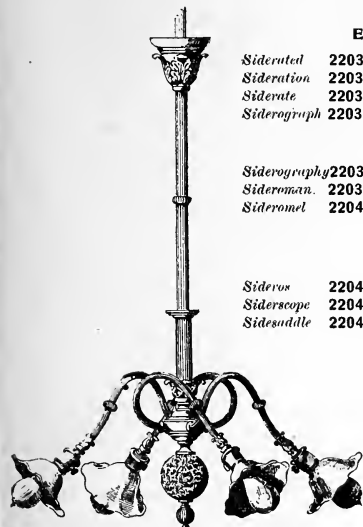 E
Siderated 2203
Sideration 2203
Siderate 2203
Siderograph 2203
Siderography 2203
Sideroman. 2203
Sideromel 2204
Sideros 2204
Siderscope 2204
Sidesaddle 2204